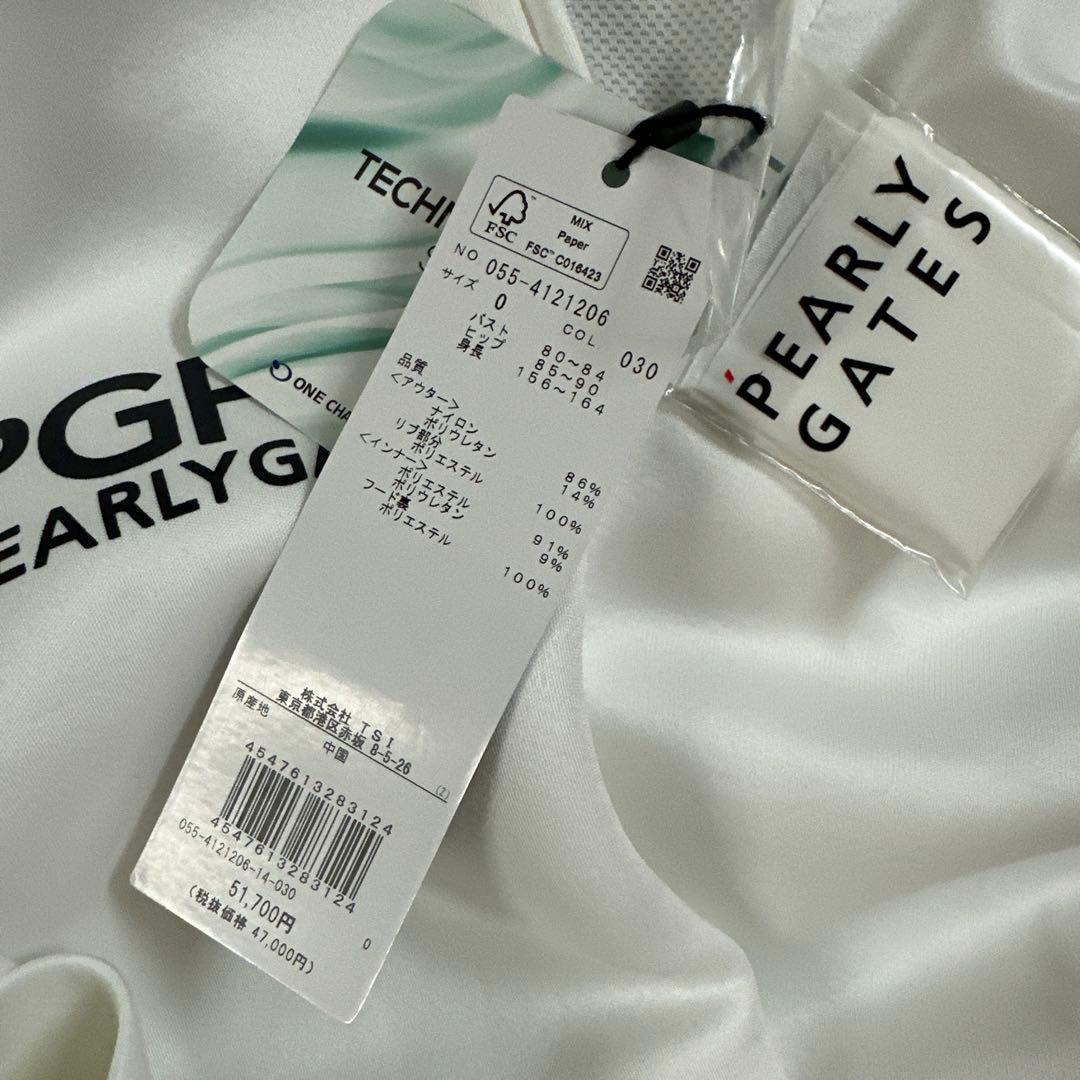 TECHN
S
ONE CHA
MIX
Paper
FSC™ C016423
FSC
NO 055-4121206
サイズ 0 COL. 030
バスト 80~84
ヒップ 85~90
身長 156~164
品質
<アウター>
ナイロン 86%
ポリウレタン 14%
リブ部分
ポリエステル 100%
<インナー>
ポリエステル 91%
ポリウレタン 9%
フード裏
ポリエステル 100%
株式会社 TSI
東京都港区赤坂 8-5-26
原産地 中国 (Z)
4547613283124
4547613283124
055-4121206-14-030
51,700円
(税抜価格 47,000円)
0
PEARLY
GATES
PG
EARLYGA